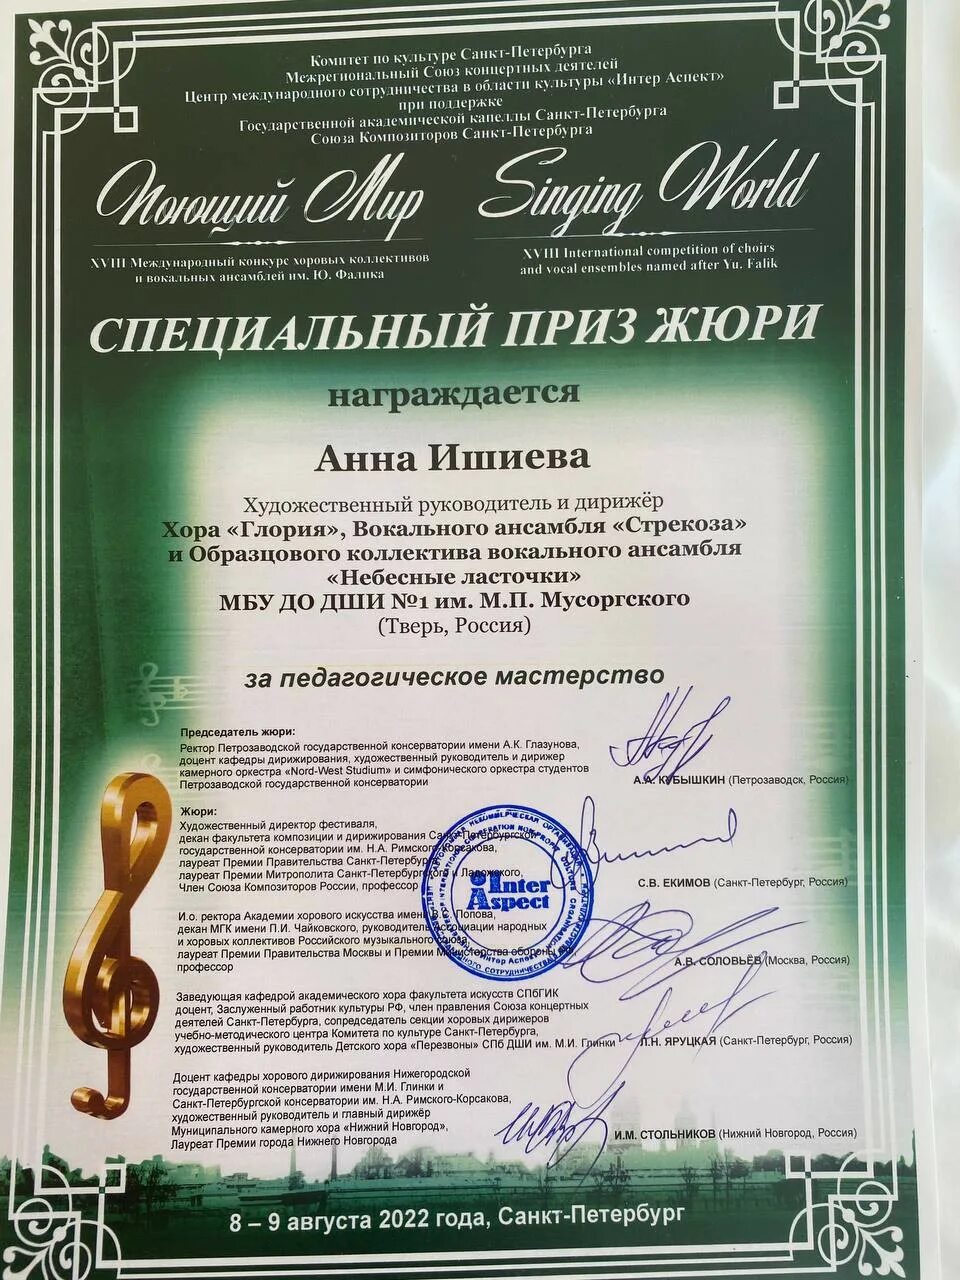 Комитет по культуре Санкт-Петербурга
Межрегиональный Союз концертных деятелей
Центр международного сотрудничества в области культуры «Интер Аспект»
при поддержке
Государственной академической капеллы Санкт-Петербурга
Союза Композиторов Санкт-Петербурга
Поющий Мир
XVIII Международный конкурс хоровых коллективов
и вокальных ансамблей им. Ю. Фалика
Singing World
XVIII International competition of choirs
and vocal ensembles named after Yu. Falik
СПЕЦИАЛЬНЫЙ ПРИЗ ЖЮРИ
награждается
Анна Ишиева
Художественный руководитель и дирижёр
Хора «Глория», Вокального ансамбля «Стрекоза»
и Образцового коллектива вокального ансамбля
«Небесные ласточки»
МБУ ДО ДШИ №1 им. М.П. Мусоргского
(Тверь, Россия)
за педагогическое мастерство
Председатель жюри:
Ректор Петрозаводской государственной консерватории имени А.К. Глазунова,
доцент кафедры дирижирования, художественный руководитель и дирижер
камерного оркестра «Nord-West Studium» и симфонического оркестра студентов
Петрозаводской государственной консерватории
А.А. КУБЫШКИН (Петрозаводск, Россия)
Жюри:
Художественный директор фестиваля,
декан факультета композиции и дирижирования Санкт-Петербургской
государственной консерватории им. Н.А. Римского-Корсакова,
лауреат Премии Правительства Санкт-Петербурга,
лауреат Премии Митрополита Санкт-Петербургского и Ладожского,
Член Союза Композиторов России, профессор
С.В. ЕКИМОВ (Санкт-Петербург, Россия)
Inter
Aspect
И.о. ректора Академии хорового искусства имени В.С. Попова,
декан МГК имени П.И. Чайковского, руководитель Ассоциации народных
и хоровых коллективов Российского музыкального союза,
лауреат Премии Правительства Москвы и Премии Министерства обороны
профессор
А.В. СОЛОВЬЁВ (Москва, Россия)
Заведующая кафедрой академического хора факультета искусств СПбГИК
доцент, Заслуженный работник культуры РФ, член правления Союза концертных
деятелей Санкт-Петербурга, сопредседатель секции хоровых дирижеров
учебно-методического центра Комитета по культуре Санкт-Петербурга,
художественный руководитель Детского хора «Перезвоны» СПб ДШИ им. М.И. Глинки
Л.Н. ЯРУЦКАЯ (Санкт-Петербург, Россия)
Доцент кафедры хорового дирижирования Нижегородской
государственной консерватории имени М.И. Глинки и
Санкт-Петербургской консерватории им. Н.А. Римского-Корсакова,
художественный руководитель и главный дирижёр
Муниципального камерного хора «Нижний Новгород»,
Лауреат Премии города Нижнего Новгорода
И.М. СТОЛЬНИКОВ (Нижний Новгород, Россия)
8 – 9 августа 2022 года, Санкт-Петербург